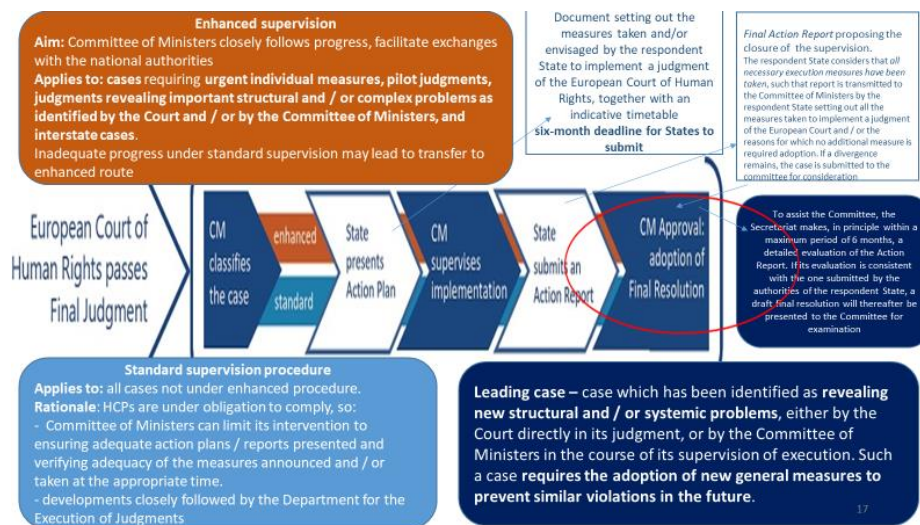 Enhanced supervision
Aim: Committee of Ministers closely follows progress, facilitate exchanges
with the national authorities
Applies to: cases requiring urgent individual measures, pilot judgments,
judgments revealing important structural and / or complex problems as
identified by the Court and / or by the Committee of Ministers, and
interstate cases.
Inadequate progress under standard supervision may lead to transfer to
enhanced route
Document setting out the
measures taken and/or
envisaged by the respondent
State to implement a judgment
of the European Court of Human
Rights, together with an
indicative timetable
six-month deadline for States to
submit
Final Action Report proposing the
closure of the supervision.
The respondent State considers that all
necessary execution measures have been
taken, such that report is transmitted to
the Committee of Ministers by the
respondent State setting out all the
measures taken to implement a judgment
of the European Court and / or the
reasons for which no additional measure is
required adoption. If a divergence
remains, the case is submitted to the
committee for consideration
European Court of
Human Rights passes
Final Judgment
CM
classifies
the case
enhanced
standard
State
presents
Action Plan
CM
supervises
implementation
State
submits an
Action Report
CM Approval:
adoption of
Final Resolution
To assist the Committee, the
Secretariat makes, in principle within a
maximum period of 6 months, a
detailed evaluation of the Action
Report. If its evaluation is consistent
with the one submitted by the
authorities of the respondent State, a
draft final resolution will thereafter be
presented to the Committee for
examination
Standard supervision procedure
Applies to: all cases not under enhanced procedure.
Rationale: HCPs are under obligation to comply, so:
- Committee of Ministers can limit its intervention to
ensuring adequate action plans / reports presented and
verifying adequacy of the measures announced and / or
taken at the appropriate time.
- developments closely followed by the Department for the
Execution of Judgments
Leading case – case which has been identified as revealing
new structural and / or systemic problems, either by the
Court directly in its judgment, or by the Committee of
Ministers in the course of its supervision of execution. Such
a case requires the adoption of new general measures to
prevent similar violations in the future.
17